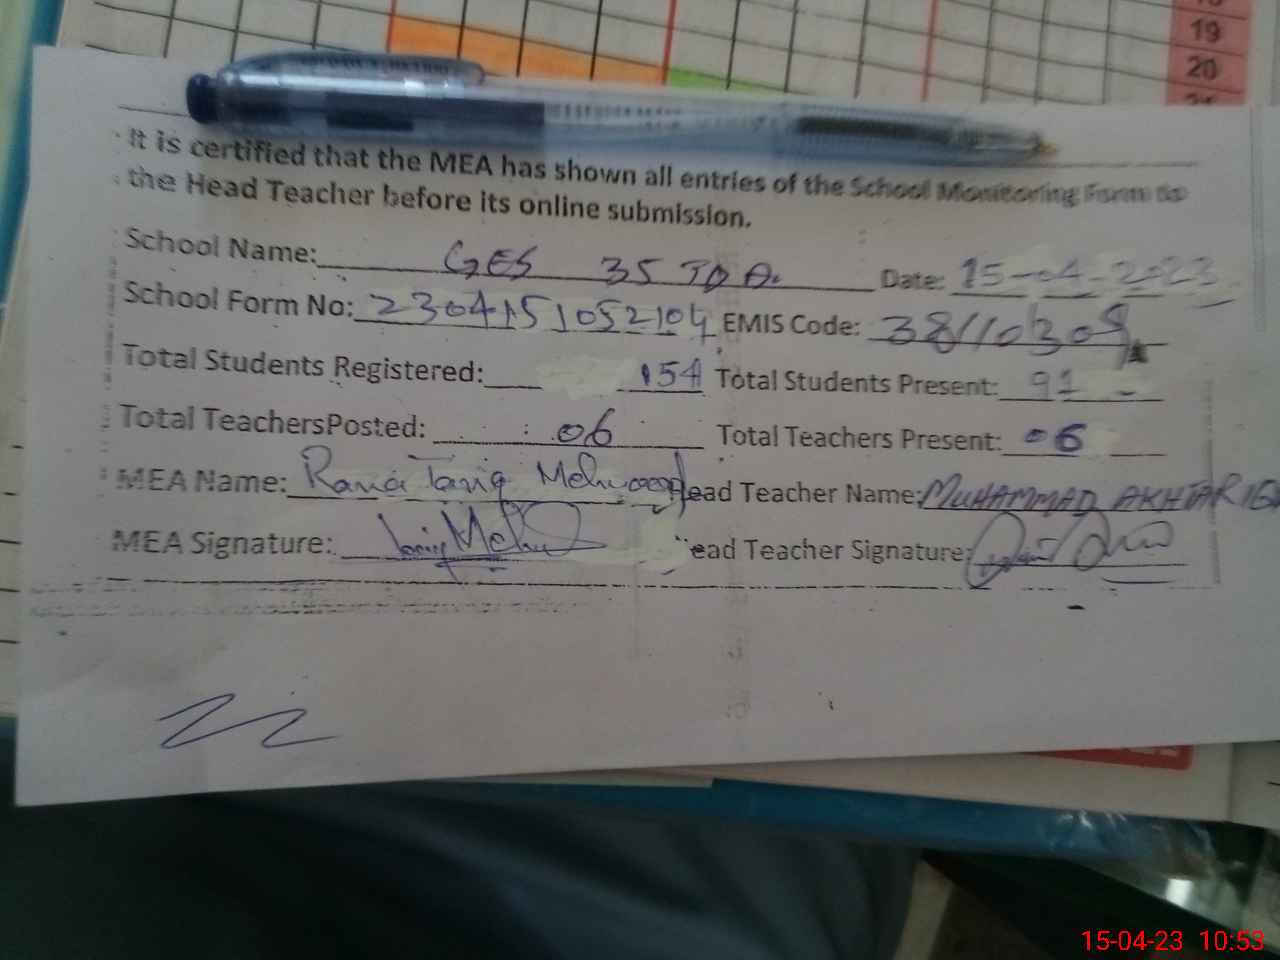 19
20
It is certified that the MEA has shown all entries of the School Monitoring Form to
the Head Teacher before its online submission.
School Name: GES 35 TDA. Date: 15-04-2023
School Form No: 2304151052104 EMIS Code: 38110309
Total Students Registered: 154 Total Students Present: 91
Total TeachersPosted: 06 Total Teachers Present: 06
MEA Name: Rana Tariq Mehmood Head Teacher Name: MUHAMMAD AKHTAR
MEA Signature: Head Teacher Signature:
15-04-23 10:53